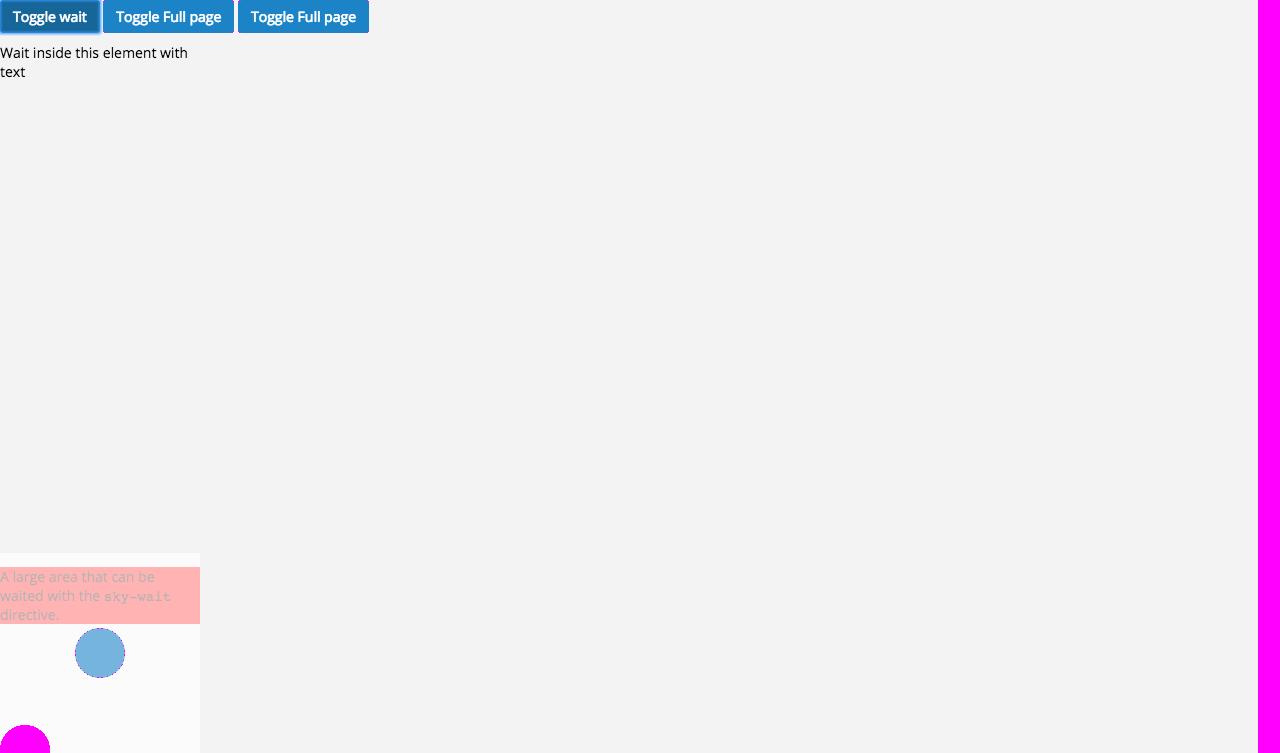 Toggle wait Toggle Full page Toggle Full page
Wait inside this element with
text
A large area that can be
waited with the sky-wait
directive.